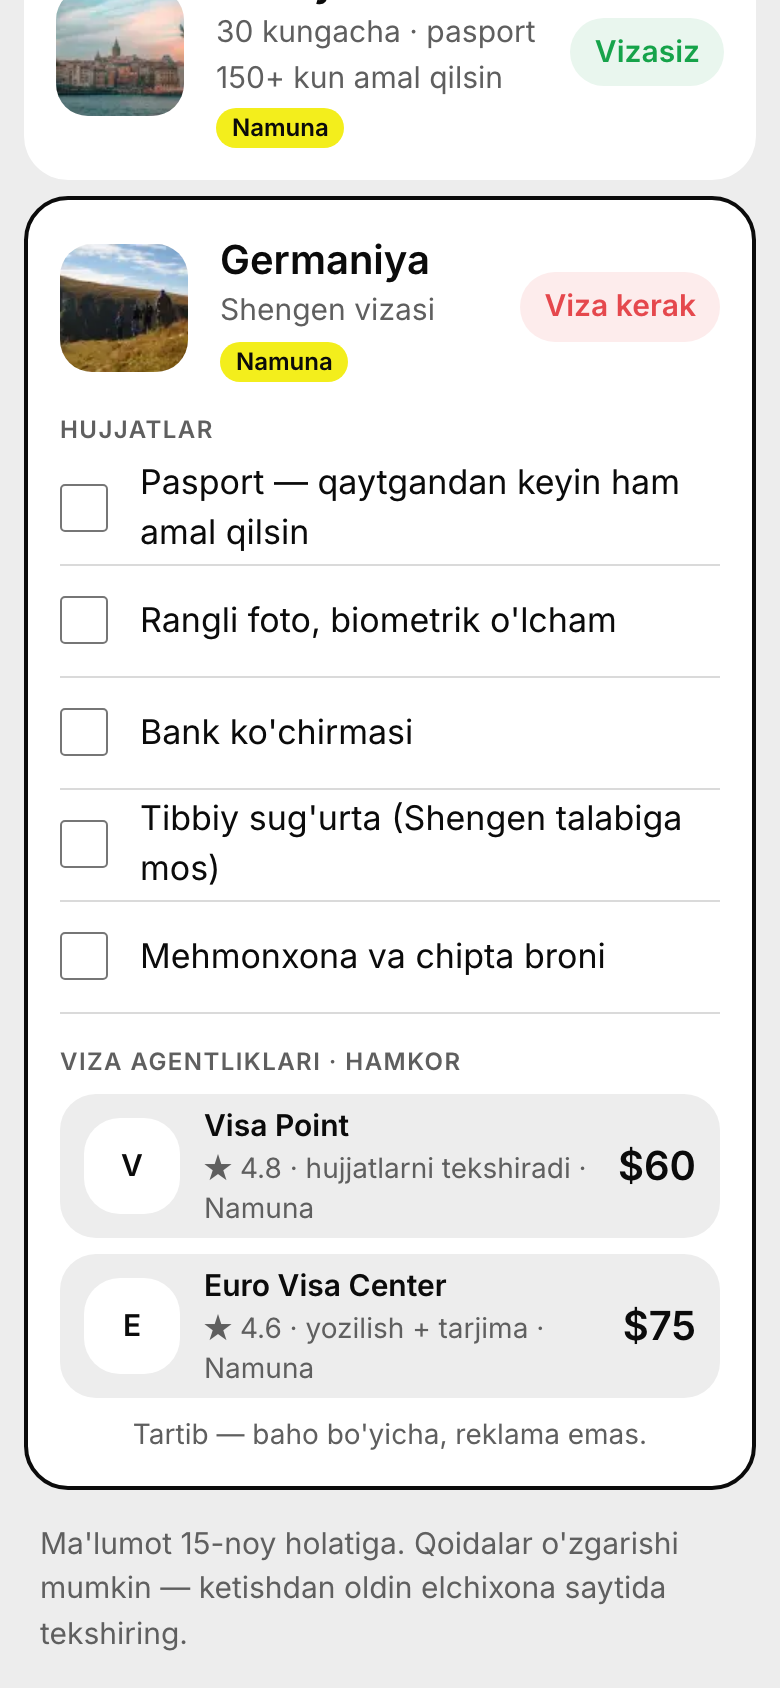 30 kungacha · pasport
150+ kun amal qilsin
Vizasiz
Namuna
Germaniya
Shengen vizasi
Viza kerak
Namuna
HUJJATLAR
Pasport — qaytgandan keyin ham
amal qilsin
Rangli foto, biometrik o'lcham
Bank ko'chirmasi
Tibbiy sug'urta (Shengen talabiga
mos)
Mehmonxona va chipta broni
VIZA AGENTLIKLARI · HAMKOR
V
Visa Point
★ 4.8 · hujjatlarni tekshiradi ·
Namuna
$60
E
Euro Visa Center
★ 4.6 · yozilish + tarjima ·
Namuna
$75
Tartib — baho bo'yicha, reklama emas.
Ma'lumot 15-noy holatiga. Qoidalar o'zgarishi
mumkin — ketishdan oldin elchixona saytida
tekshiring.